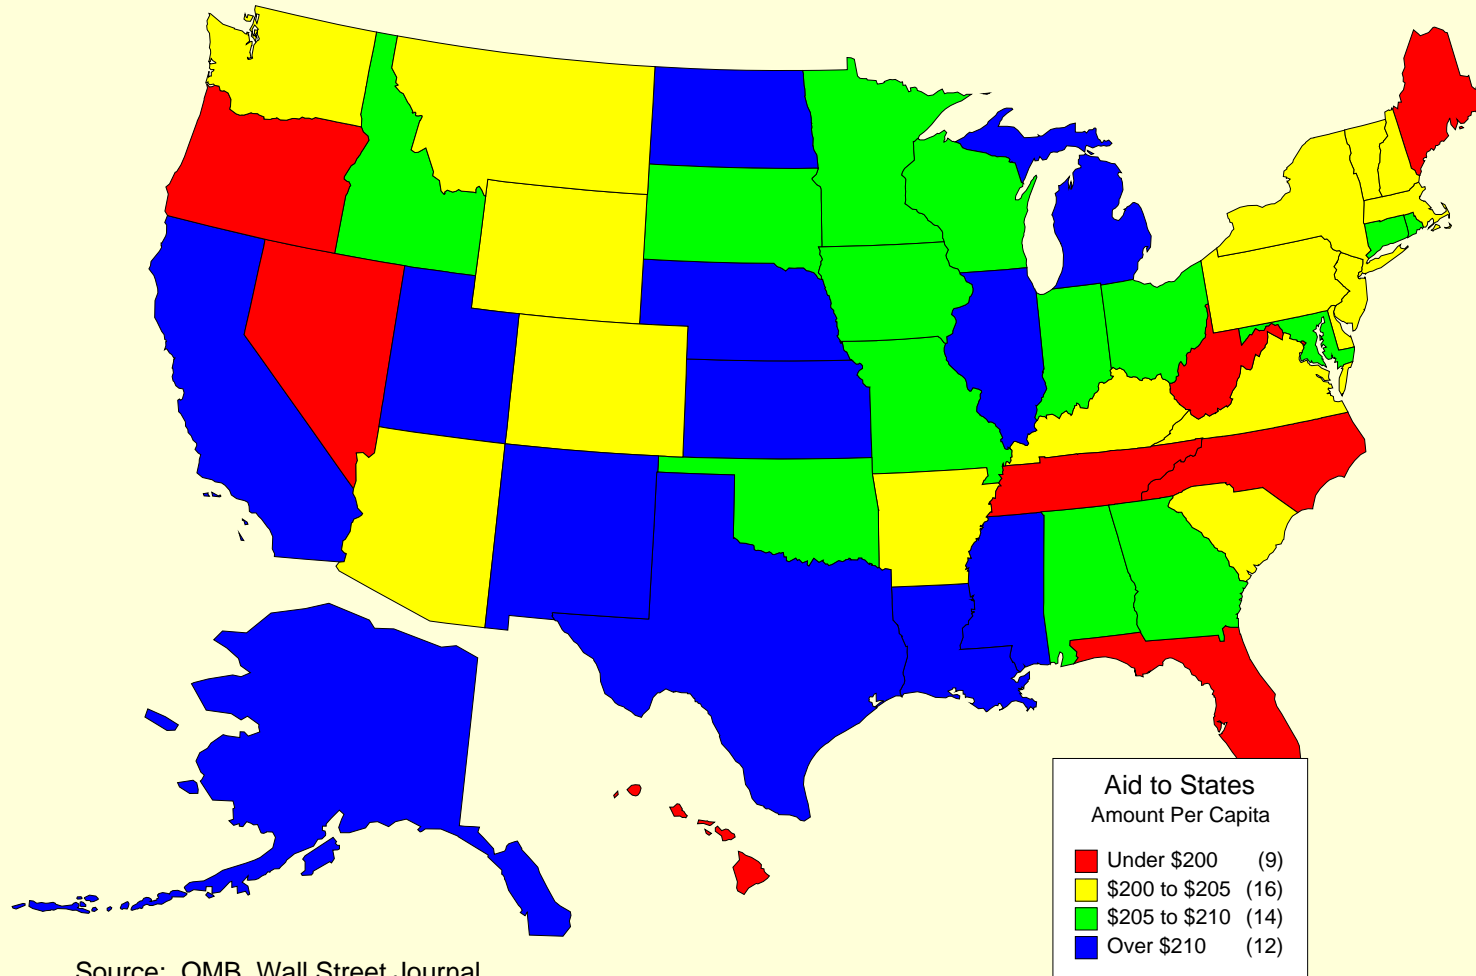 Aid to States
Amount Per Capita
Under $200 (9)
$200 to $205 (16)
$205 to $210 (14)
Over $210 (12)
Source: OMB, Wall Street Journal